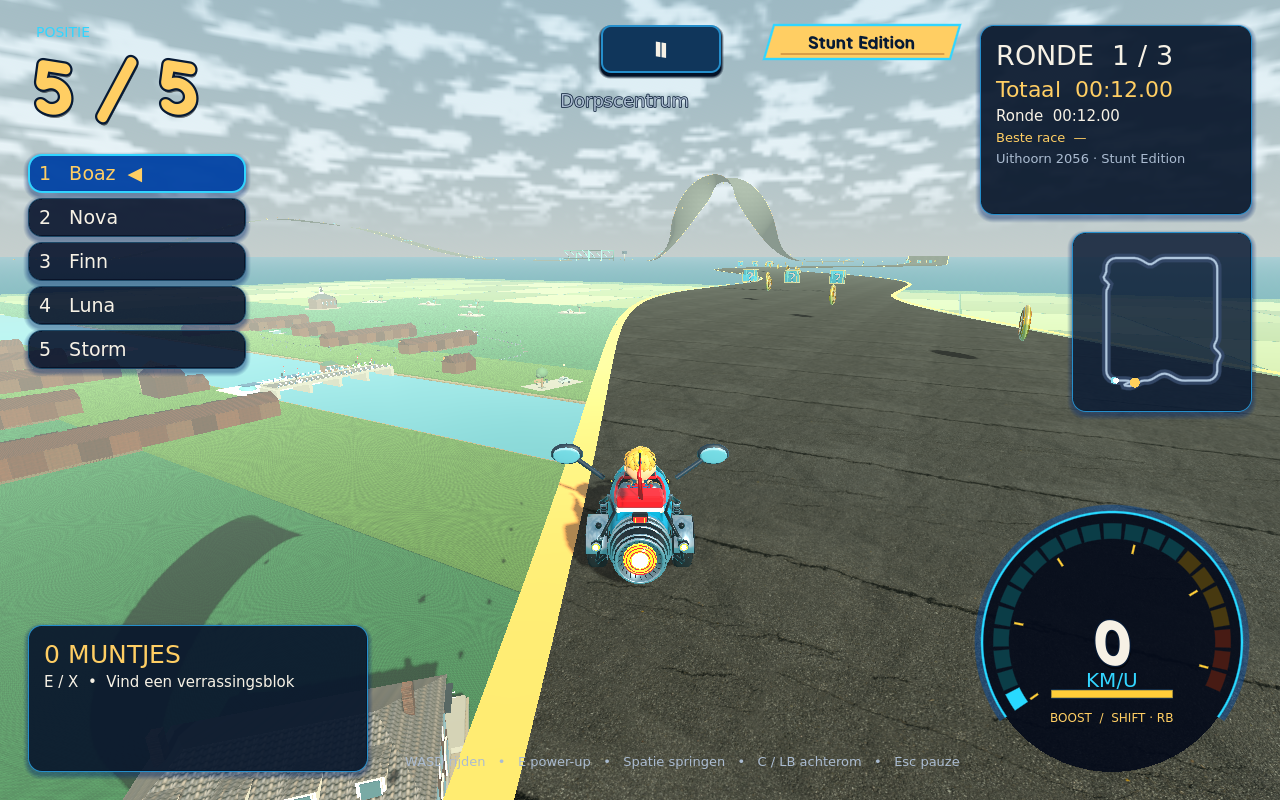 POSITIE
5 / 5
1 Boaz ◀
2 Nova
3 Finn
4 Luna
5 Storm
Dorpscentrum
Stunt Edition
RONDE 1 / 3
Totaal 00:12.00
Ronde 00:12.00
Beste race —
Uithoorn 2056 · Stunt Edition
0 MUNTJES
E / X • Vind een verrassingsblok
0
KM/U
BOOST / SHIFT · RB
• E power-up • Spatie springen • C / LB achterom • Esc pauze